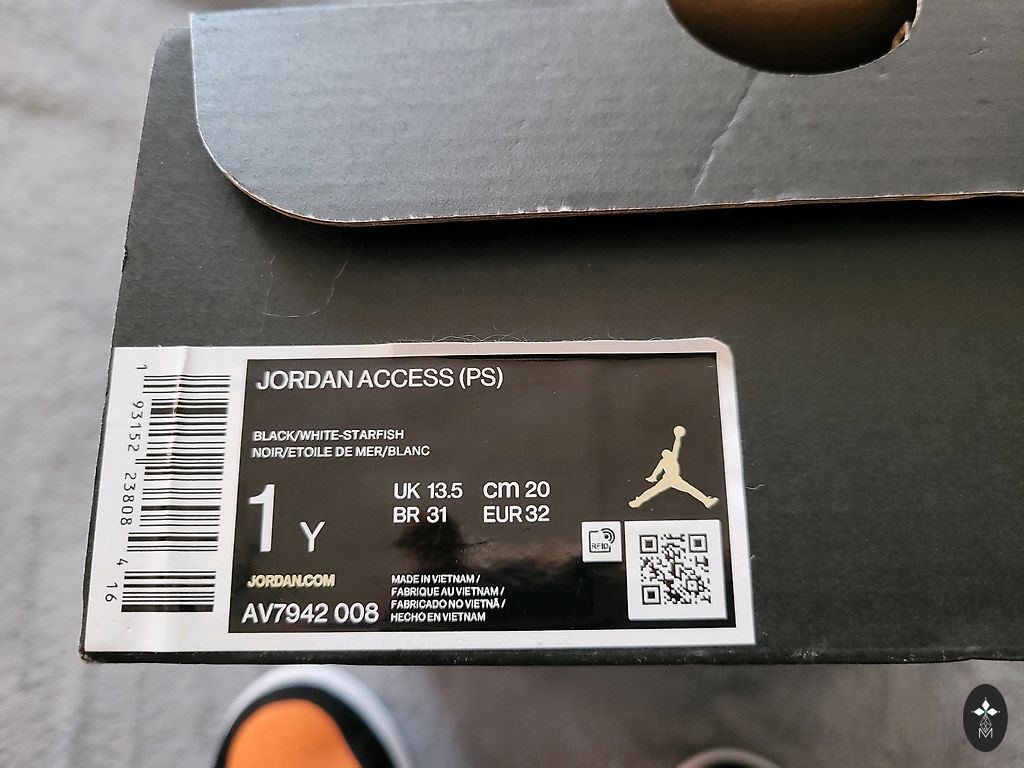 JORDAN ACCESS (PS)
BLACK/WHITE-STARFISH
NOIR/ETOILE DE MER/BLANC
1 Y
UK 13.5 cm 20
BR 31 EUR 32
RFID
JORDAN.COM
AV7942 008
MADE IN VIETNAM /
FABRIQUE AU VIETNAM /
FABRICADO NO VIETNÃ /
HECHO EN VIETNAM
1 93152 23808 4 16
M